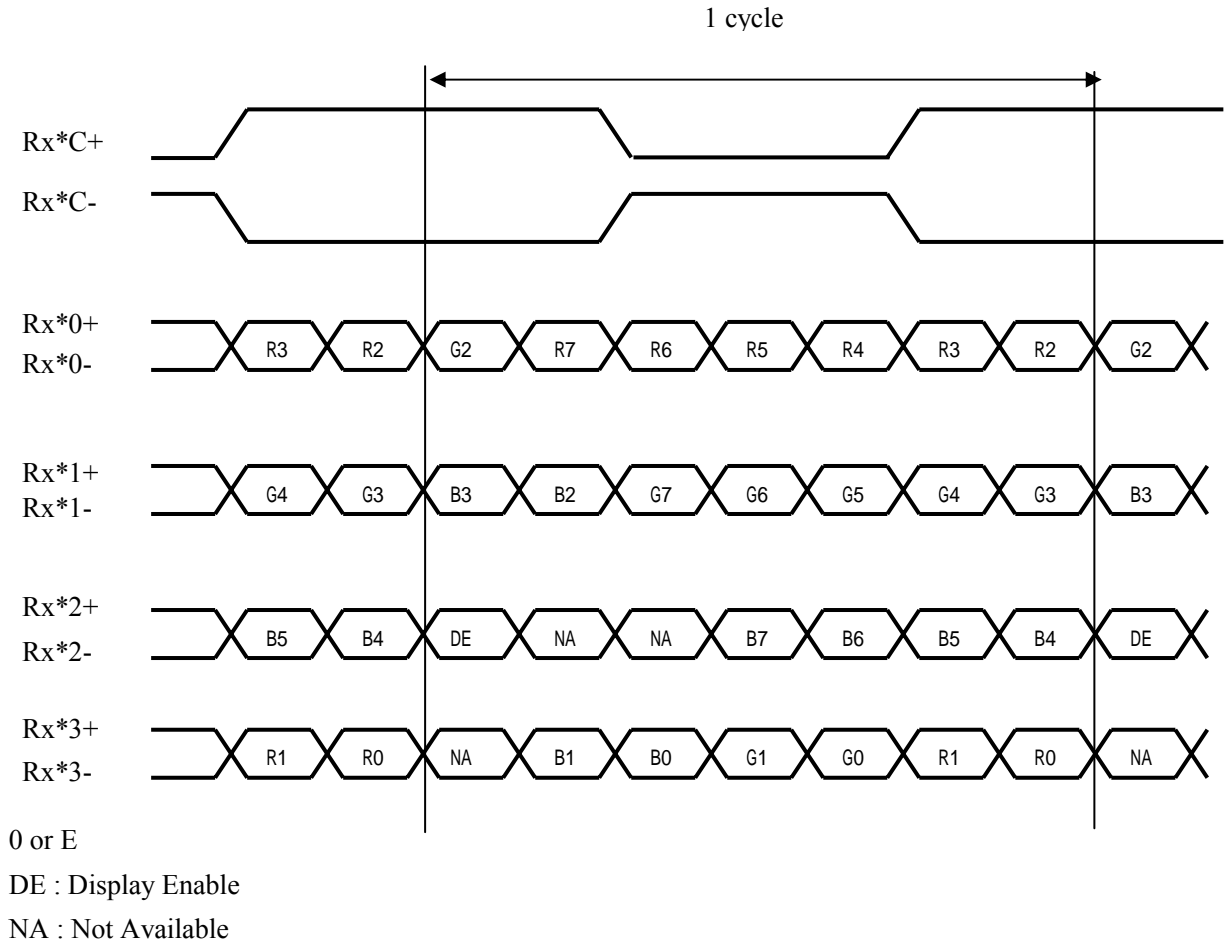 1 cycle
Rx*C+
Rx*C-
Rx*0+
R3 R2 G2 R7 R6 R5 R4 R3 R2 G2
Rx*0-
Rx*1+
G4 G3 B3 B2 G7 G6 G5 G4 G3 B3
Rx*1-
Rx*2+
B5 B4 DE NA NA B7 B6 B5 B4 DE
Rx*2-
Rx*3+
R1 R0 NA B1 B0 G1 G0 R1 R0 NA
Rx*3-
0 or E
DE : Display Enable
NA : Not Available